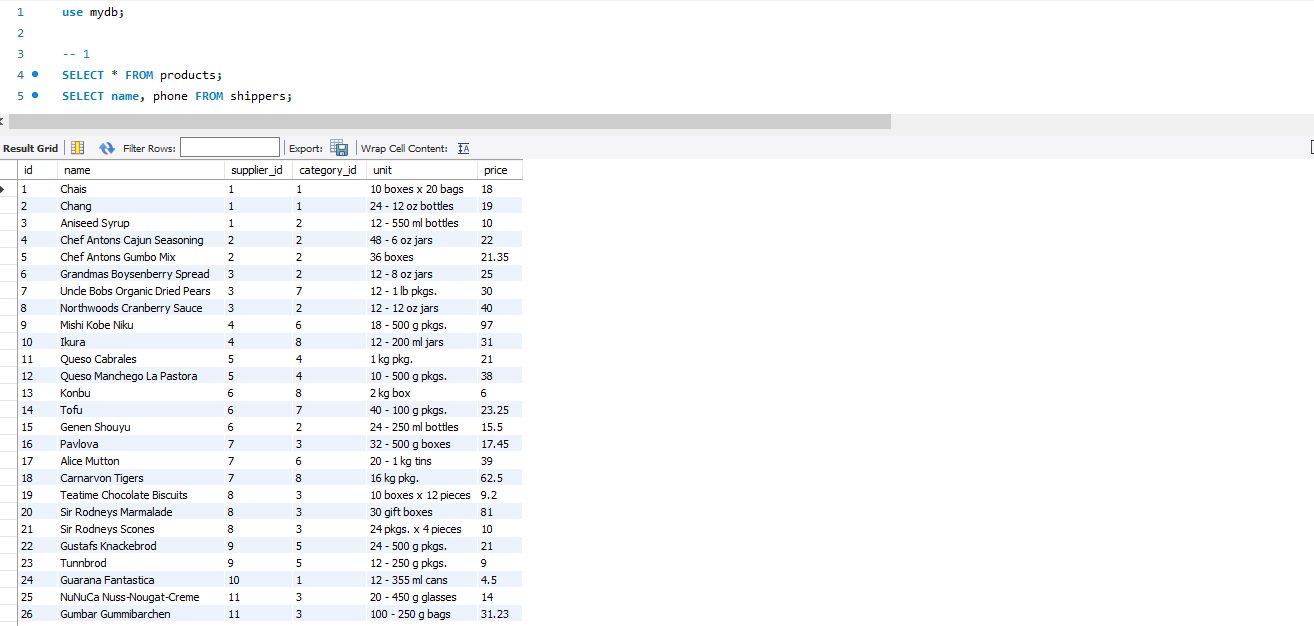 1 use mydb;
2
3 -- 1
4 SELECT * FROM products;
5 SELECT name, phone FROM shippers;
Result Grid Filter Rows: Export: Wrap Cell Content:
id name supplier_id category_id unit price
1 Chais 1 1 10 boxes x 20 bags 18
2 Chang 1 1 24 - 12 oz bottles 19
3 Aniseed Syrup 1 2 12 - 550 ml bottles 10
4 Chef Antons Cajun Seasoning 2 2 48 - 6 oz jars 22
5 Chef Antons Gumbo Mix 2 2 36 boxes 21.35
6 Grandmas Boysenberry Spread 3 2 12 - 8 oz jars 25
7 Uncle Bobs Organic Dried Pears 3 7 12 - 1 lb pkgs. 30
8 Northwoods Cranberry Sauce 3 2 12 - 12 oz jars 40
9 Mishi Kobe Niku 4 6 18 - 500 g pkgs. 97
10 Ikura 4 8 12 - 200 ml jars 31
11 Queso Cabrales 5 4 1 kg pkg. 21
12 Queso Manchego La Pastora 5 4 10 - 500 g pkgs. 38
13 Konbu 6 8 2 kg box 6
14 Tofu 6 7 40 - 100 g pkgs. 23.25
15 Genen Shouyu 6 2 24 - 250 ml bottles 15.5
16 Pavlova 7 3 32 - 500 g boxes 17.45
17 Alice Mutton 7 6 20 - 1 kg tins 39
18 Carnarvon Tigers 7 8 16 kg pkg. 62.5
19 Teatime Chocolate Biscuits 8 3 10 boxes x 12 pieces 9.2
20 Sir Rodneys Marmalade 8 3 30 gift boxes 81
21 Sir Rodneys Scones 8 3 24 pkgs. x 4 pieces 10
22 Gustafs Knackebrod 9 5 24 - 500 g pkgs. 21
23 Tunnbrod 9 5 12 - 250 g pkgs. 9
24 Guarana Fantastica 10 1 12 - 355 ml cans 4.5
25 NuNuCa Nuss-Nougat-Creme 11 3 20 - 450 g glasses 14
26 Gumbar Gummibarchen 11 3 100 - 250 g bags 31.23